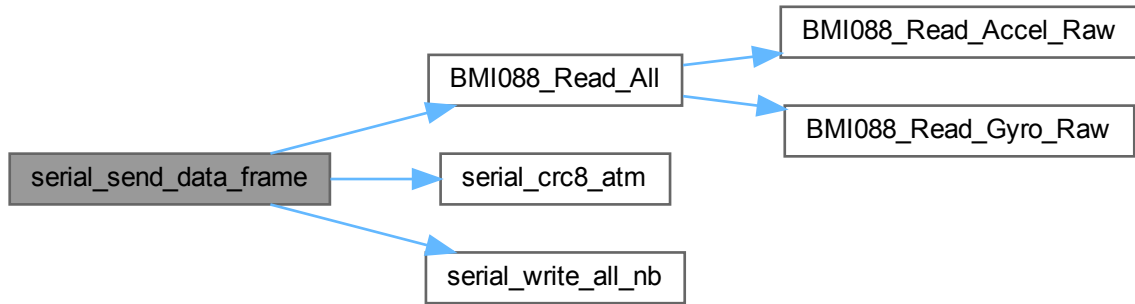 BMI088_Read_Accel_Raw
BMI088_Read_All
BMI088_Read_Gyro_Raw
serial_send_data_frame
serial_crc8_atm
serial_write_all_nb